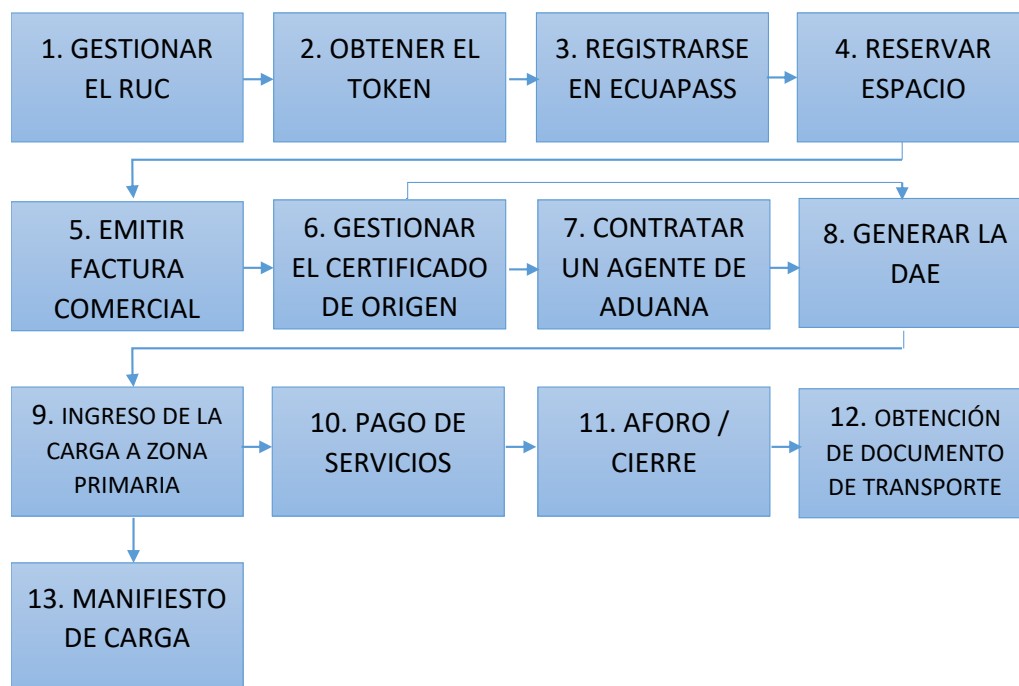 1. GESTIONAR
EL RUC
2. OBTENER EL
TOKEN
3. REGISTRARSE
EN ECUAPASS
4. RESERVAR
ESPACIO
5. EMITIR
FACTURA
COMERCIAL
6. GESTIONAR
EL CERTIFICADO
DE ORIGEN
7. CONTRATAR
UN AGENTE DE
ADUANA
8. GENERAR LA
DAE
9. INGRESO DE LA
CARGA A ZONA
PRIMARIA
10. PAGO DE
SERVICIOS
11. AFORO /
CIERRE
12. OBTENCIÓN
DE DOCUMENTO
DE TRANSPORTE
13. MANIFIESTO
DE CARGA